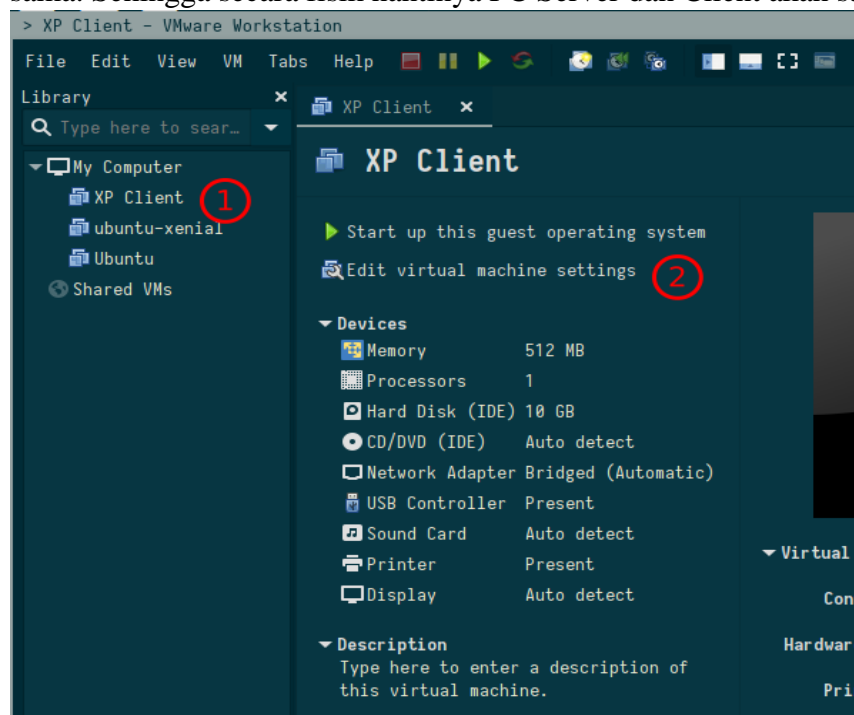 > XP Client - VMware Workstation
File Edit View VM Tabs Help
Library
Type here to sear…
My Computer
XP Client 1
ubuntu-xenial
Ubuntu
Shared VMs
XP Client
XP Client
Start up this guest operating system
Edit virtual machine settings 2
Devices
Memory 512 MB
Processors 1
Hard Disk (IDE) 10 GB
CD/DVD (IDE) Auto detect
Network Adapter Bridged (Automatic)
USB Controller Present
Sound Card Auto detect
Printer Present
Display Auto detect
Description
Type here to enter a description of
this virtual machine.
Virtual
Con
Hardwar
Pri